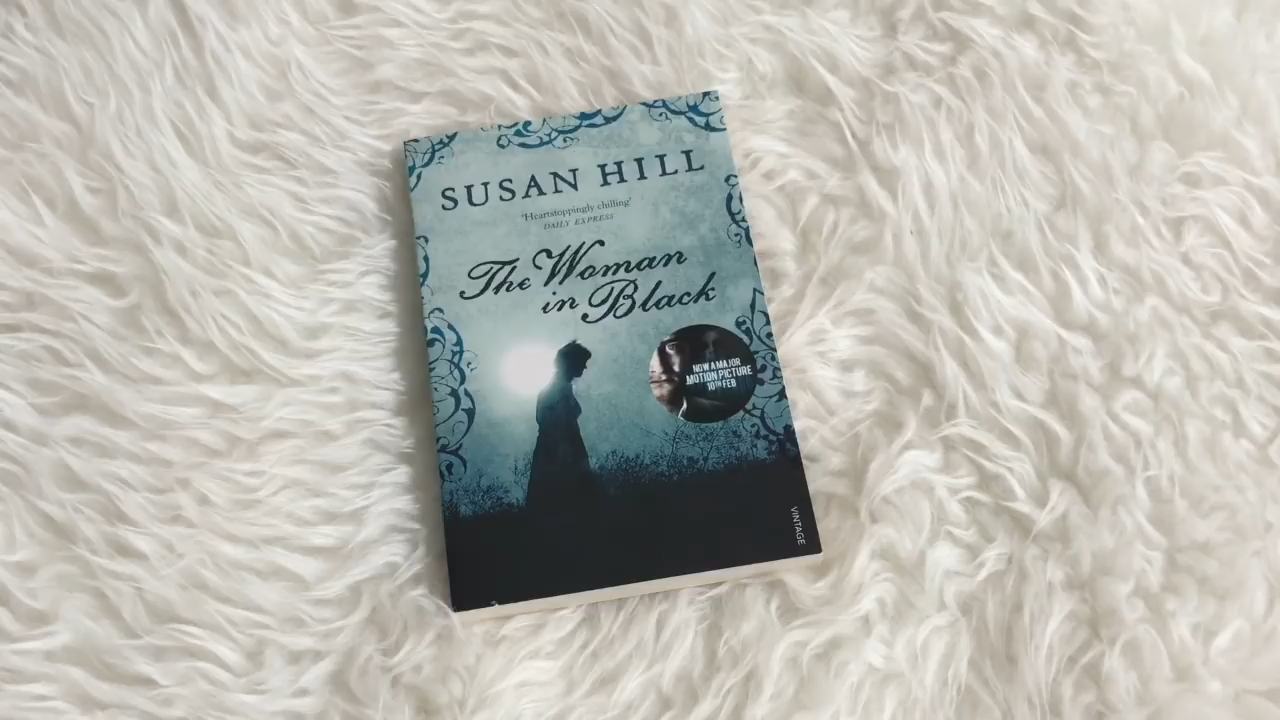 SUSAN HILL
'Heartstoppingly chilling'
DAILY EXPRESS
The Woman
in Black
NOW A MAJOR
MOTION PICTURE
10TH FEB
VINTAGE